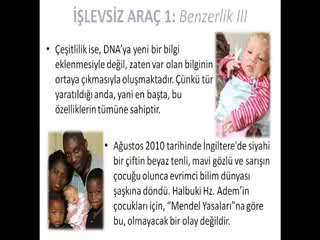 İŞLEVSİZ ARAÇ 1: Benzerlik III
• Çeşitlilik ise, DNA’ya yeni bir bilgi
eklenmesiyle değil, zaten var olan bilginin
ortaya çıkmasıyla oluşmaktadır. Çünkü tür
yaratıldığı anda, yani en başta, bu
özelliklerin tümüne sahiptir.
• Ağustos 2010 tarihinde İngiltere'de siyahi
bir çiftin beyaz tenli, mavi gözlü ve sarışın
çocuğu olunca evrimci bilim dünyası
şaşkına döndü. Halbuki Hz. Adem’in
çocukları için, “Mendel Yasaları”na göre
bu, olmayacak bir olay değildir.